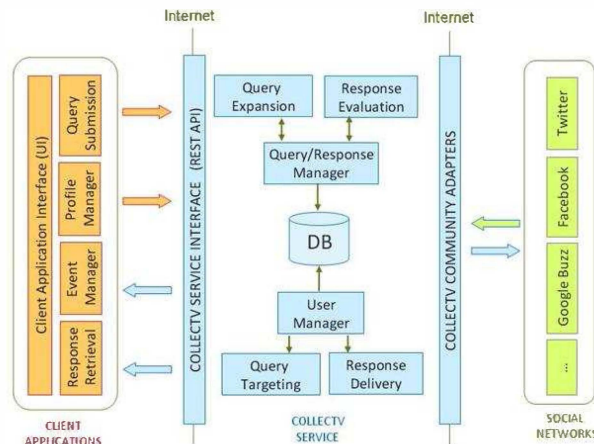 Internet
Internet
Client Application Interface (UI)
Query
Submission
Profile
Manager
Event
Manager
Response
Retrieval
CLIENT
APPLICATIONS
COLLECTV SERVICE INTERFACE (REST API)
Query
Expansion
Response
Evaluation
Query/Response
Manager
DB
User
Manager
Query
Targeting
Response
Delivery
COLLECTV
SERVICE
COLLECTV COMMUNITY ADAPTERS
Twitter
Facebook
Google Buzz
...
SOCIAL
NETWORKS